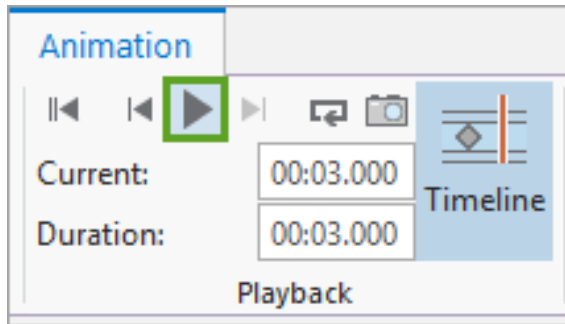 Animation
Current: 00:03.000
Timeline
Duration: 00:03.000
Playback